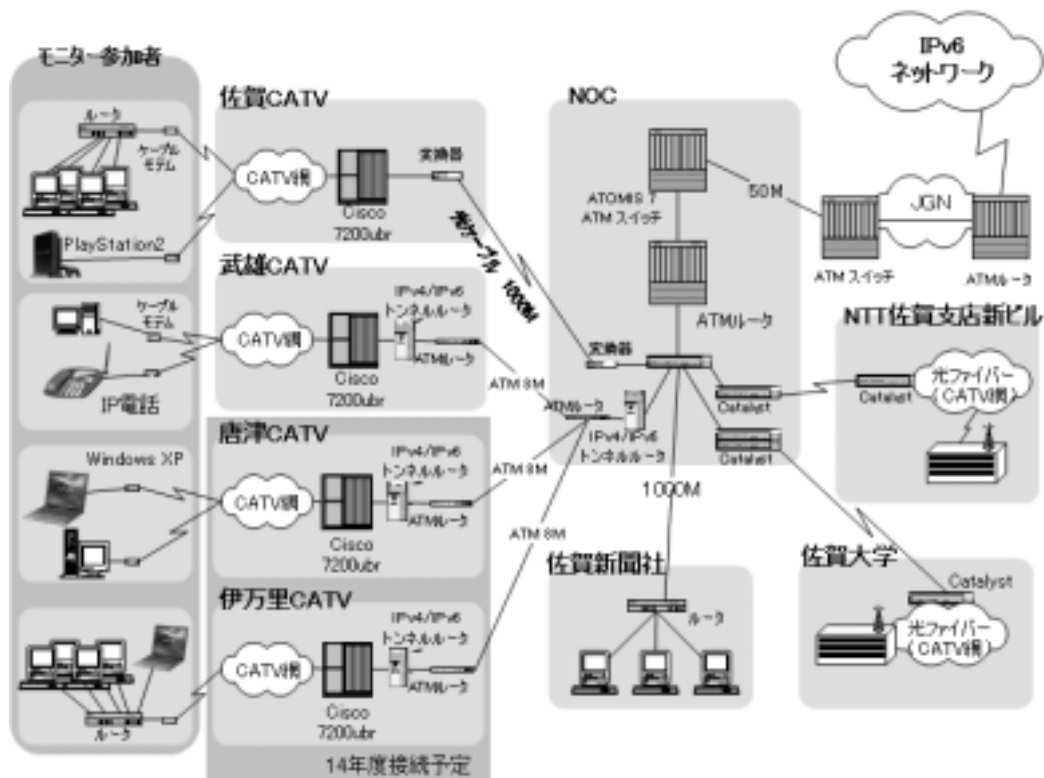 モニター参加者
ルータ
ケーブル
モデム
PlayStation2
ケーブル
モデム
IP電話
Windows XP
ルータ
佐賀CATV
CATV網
Cisco
7200ubr
変換器
光ケーブル 1000M
武雄CATV
CATV網
Cisco
7200ubr
IPv4/IPv6
トンネルルータ
ATMルータ
ATM 8M
唐津CATV
CATV網
Cisco
7200ubr
IPv4/IPv6
トンネルルータ
ATMルータ
ATM 8M
伊万里CATV
CATV網
Cisco
7200ubr
IPv4/IPv6
トンネルルータ
ATMルータ
ATM 8M
14年度接続予定
NOC
ATOMIS 7
ATM スイッチ
50M
ATMルータ
変換器
ATMルータ
IPv4/IPv6
トンネルルータ
Catalyst
Catalyst
1000M
IPv6
ネットワーク
JGN
ATM スイッチ
ATMルータ
NTT佐賀支店新ビル
Catalyst
光ファイバー
(CATV網)
佐賀新聞社
ルータ
佐賀大学
Catalyst
光ファイバー
(CATV網)